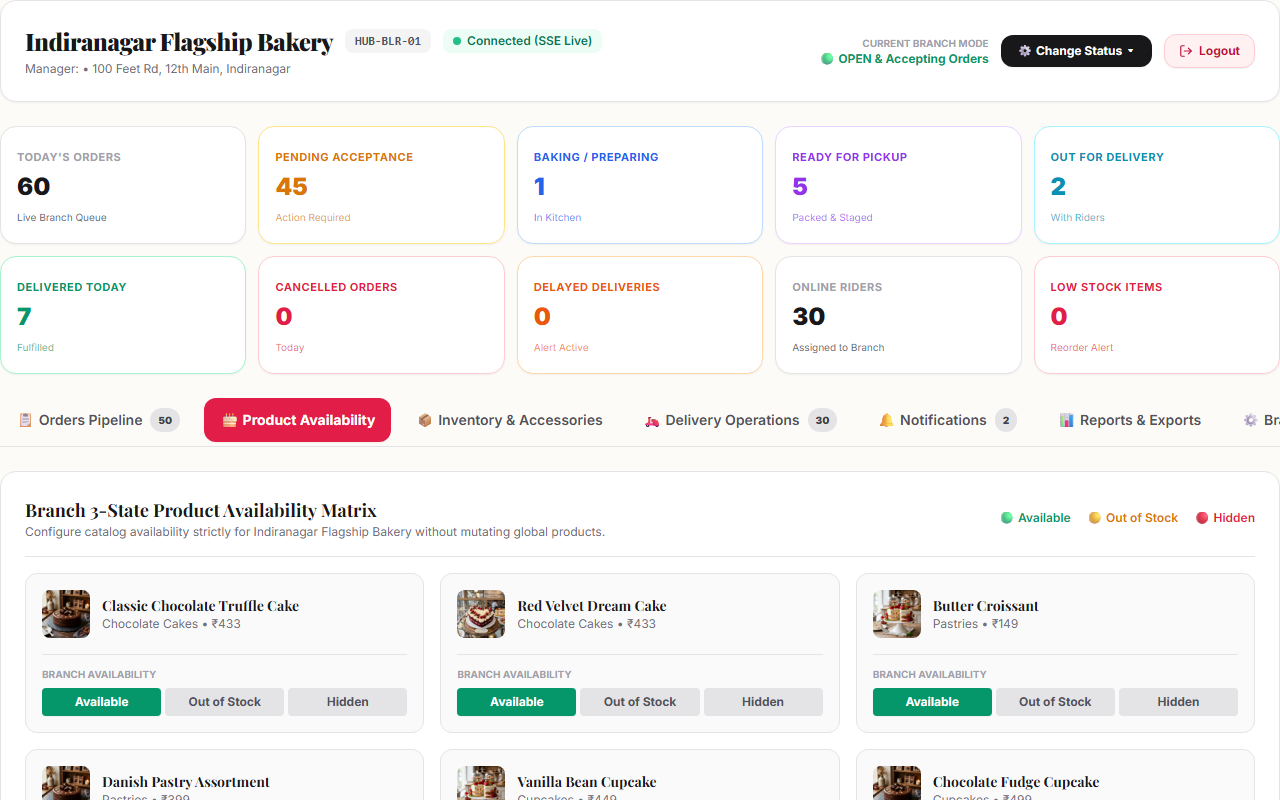 Indiranagar Flagship Bakery HUB-BLR-01 Connected (SSE Live)
Manager: • 100 Feet Rd, 12th Main, Indiranagar
CURRENT BRANCH MODE
OPEN & Accepting Orders
Change Status
Logout
TODAY'S ORDERS
60
Live Branch Queue
PENDING ACCEPTANCE
45
Action Required
BAKING / PREPARING
1
In Kitchen
READY FOR PICKUP
5
Packed & Staged
OUT FOR DELIVERY
2
With Riders
DELIVERED TODAY
7
Fulfilled
CANCELLED ORDERS
0
Today
DELAYED DELIVERIES
0
Alert Active
ONLINE RIDERS
30
Assigned to Branch
LOW STOCK ITEMS
0
Reorder Alert
Orders Pipeline 50 Product Availability Inventory & Accessories Delivery Operations 30 Notifications 2 Reports & Exports
Branch 3-State Product Availability Matrix
Configure catalog availability strictly for Indiranagar Flagship Bakery without mutating global products.
Available Out of Stock Hidden
Classic Chocolate Truffle Cake
Chocolate Cakes • ₹433
BRANCH AVAILABILITY
Available Out of Stock Hidden
Red Velvet Dream Cake
Chocolate Cakes • ₹433
BRANCH AVAILABILITY
Available Out of Stock Hidden
Butter Croissant
Pastries • ₹149
BRANCH AVAILABILITY
Available Out of Stock Hidden
Danish Pastry Assortment
Pastries • ₹399
Vanilla Bean Cupcake
Cupcakes • ₹449
Chocolate Fudge Cupcake
Cupcakes • ₹499